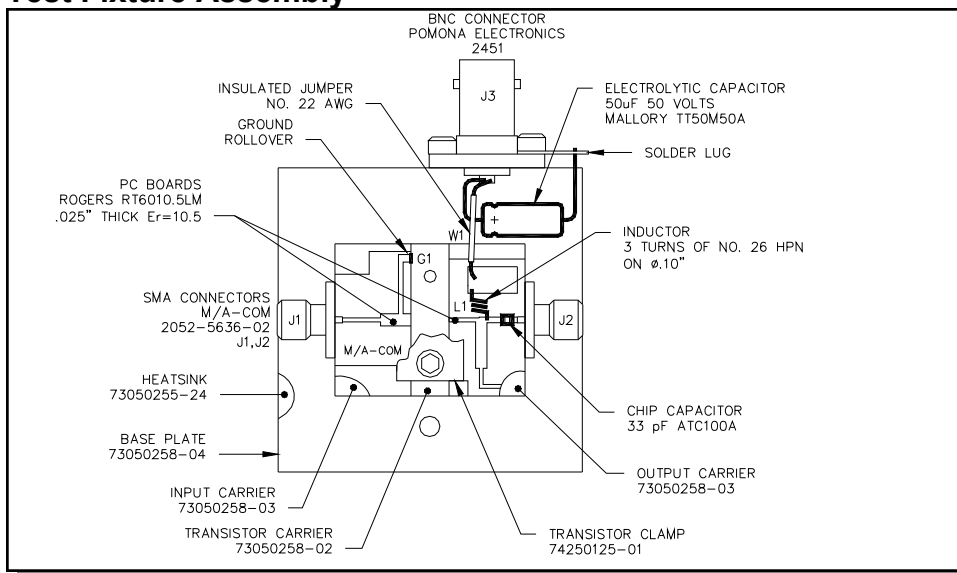 Test Fixture Assembly
BNC CONNECTOR
POMONA ELECTRONICS
2451
INSULATED JUMPER
NO. 22 AWG
GROUND
ROLLOVER
PC BOARDS
ROGERS RT6010.5LM
.025" THICK Er=10.5
SMA CONNECTORS
M/A-COM
2052-5636-02
J1,J2
HEATSINK
73050255-24
BASE PLATE
73050258-04
INPUT CARRIER
73050258-03
TRANSISTOR CARRIER
73050258-02
J3
ELECTROLYTIC CAPACITOR
50uF 50 VOLTS
MALLORY TT50M50A
SOLDER LUG
+
W1
INDUCTOR
3 TURNS OF NO. 26 HPN
ON ø.10"
G1
L1
J1
J2
M/A-COM
CHIP CAPACITOR
33 pF ATC100A
OUTPUT CARRIER
73050258-03
TRANSISTOR CLAMP
74250125-01